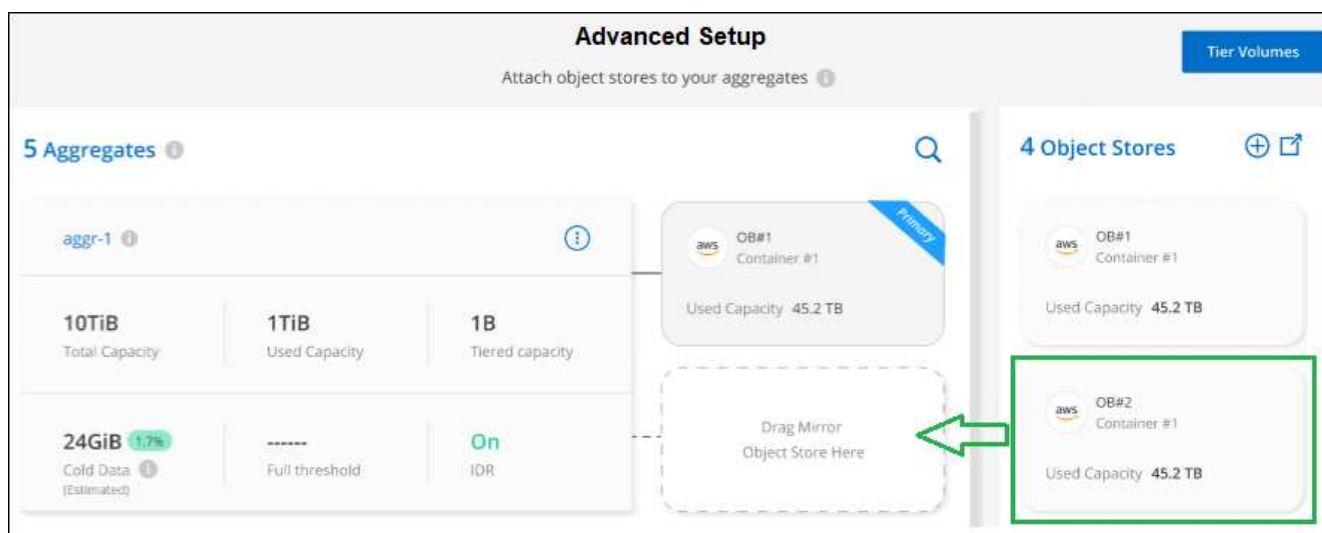 Advanced Setup
Tier Volumes
Attach object stores to your aggregates
5 Aggregates
4 Object Stores
aggr-1
Primary
aws
OB#1
Container #1
Used Capacity 45.2 TB
10TiB
Total Capacity
1TiB
Used Capacity
1B
Tiered capacity
24GiB 1.7%
Cold Data
(Estimated)
------
Full threshold
On
IDR
Drag Mirror
Object Store Here
aws
OB#1
Container #1
Used Capacity 45.2 TB
aws
OB#2
Container #1
Used Capacity 45.2 TB